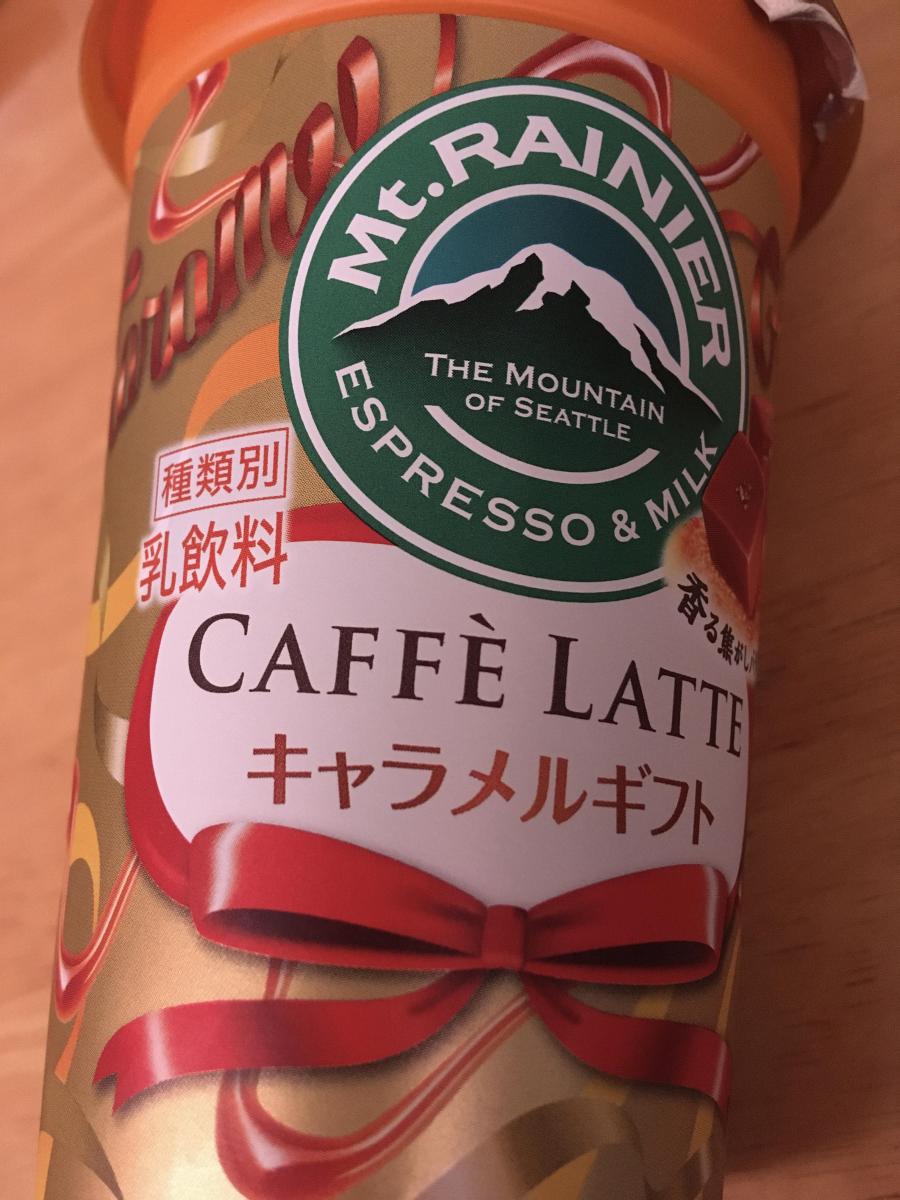 Caramel
Mt. RAINIER
THE MOUNTAIN
OF SEATTLE
ESPRESSO & MILK
種類別
乳飲料
香る焦がし
CAFFÈ LATTE
キャラメルギフト